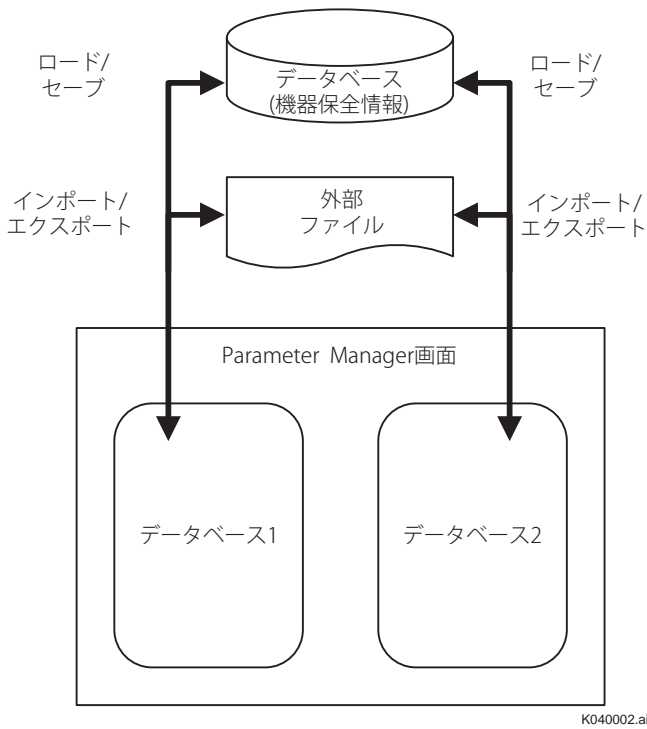 ロード/
セーブ
データベース
(機器保全情報)
ロード/
セーブ
インポート/
エクスポート
外部
ファイル
インポート/
エクスポート
Parameter Manager画面
データベース1
データベース2
K040002.ai